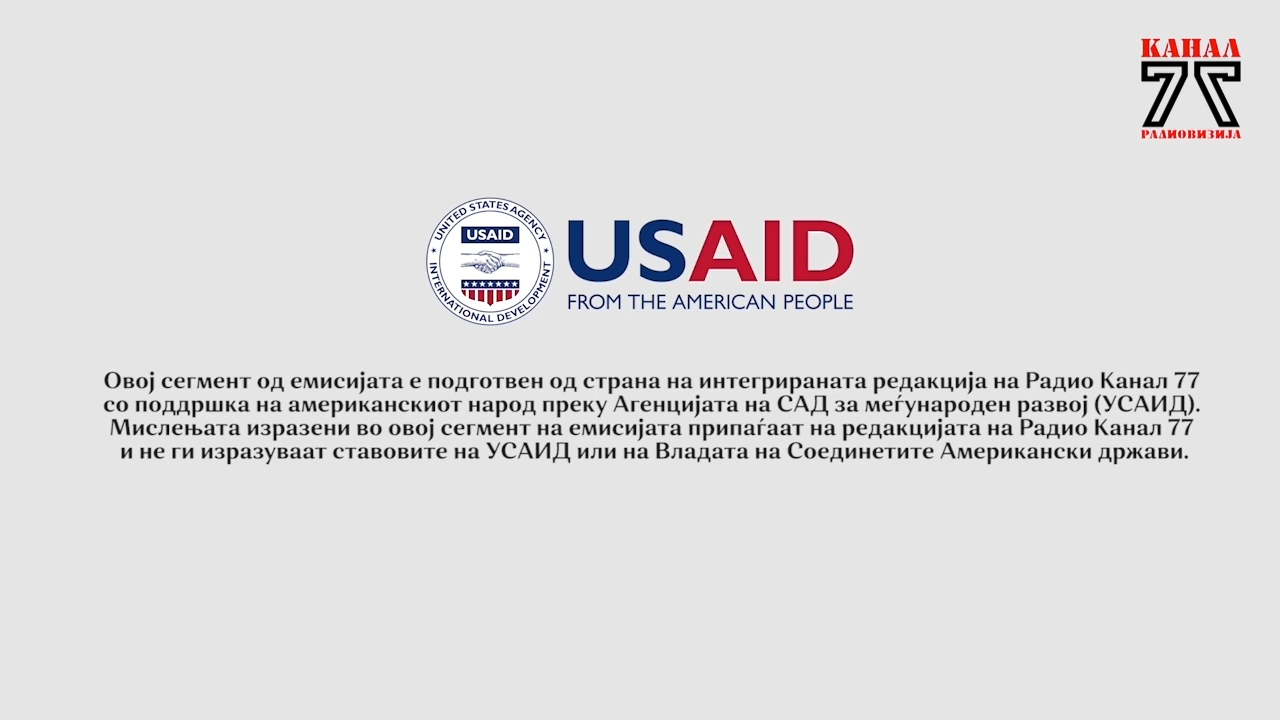 КАНАЛ
77
РАДИОВИЗИЈА
UNITED STATES AGENCY
USAID
INTERNATIONAL DEVELOPMENT
USAID
FROM THE AMERICAN PEOPLE
Овој сегмент од емисијата е подготвен од страна на интегрираната редакција на Радио Канал 77
со поддршка на американскиот народ преку Агенцијата на САД за меѓународен развој (УСАИД).
Мислењата изразени во овој сегмент на емисијата припаѓаат на редакцијата на Радио Канал 77
и не ги изразуваат ставовите на УСАИД или на Владата на Соединетите Американски држави.